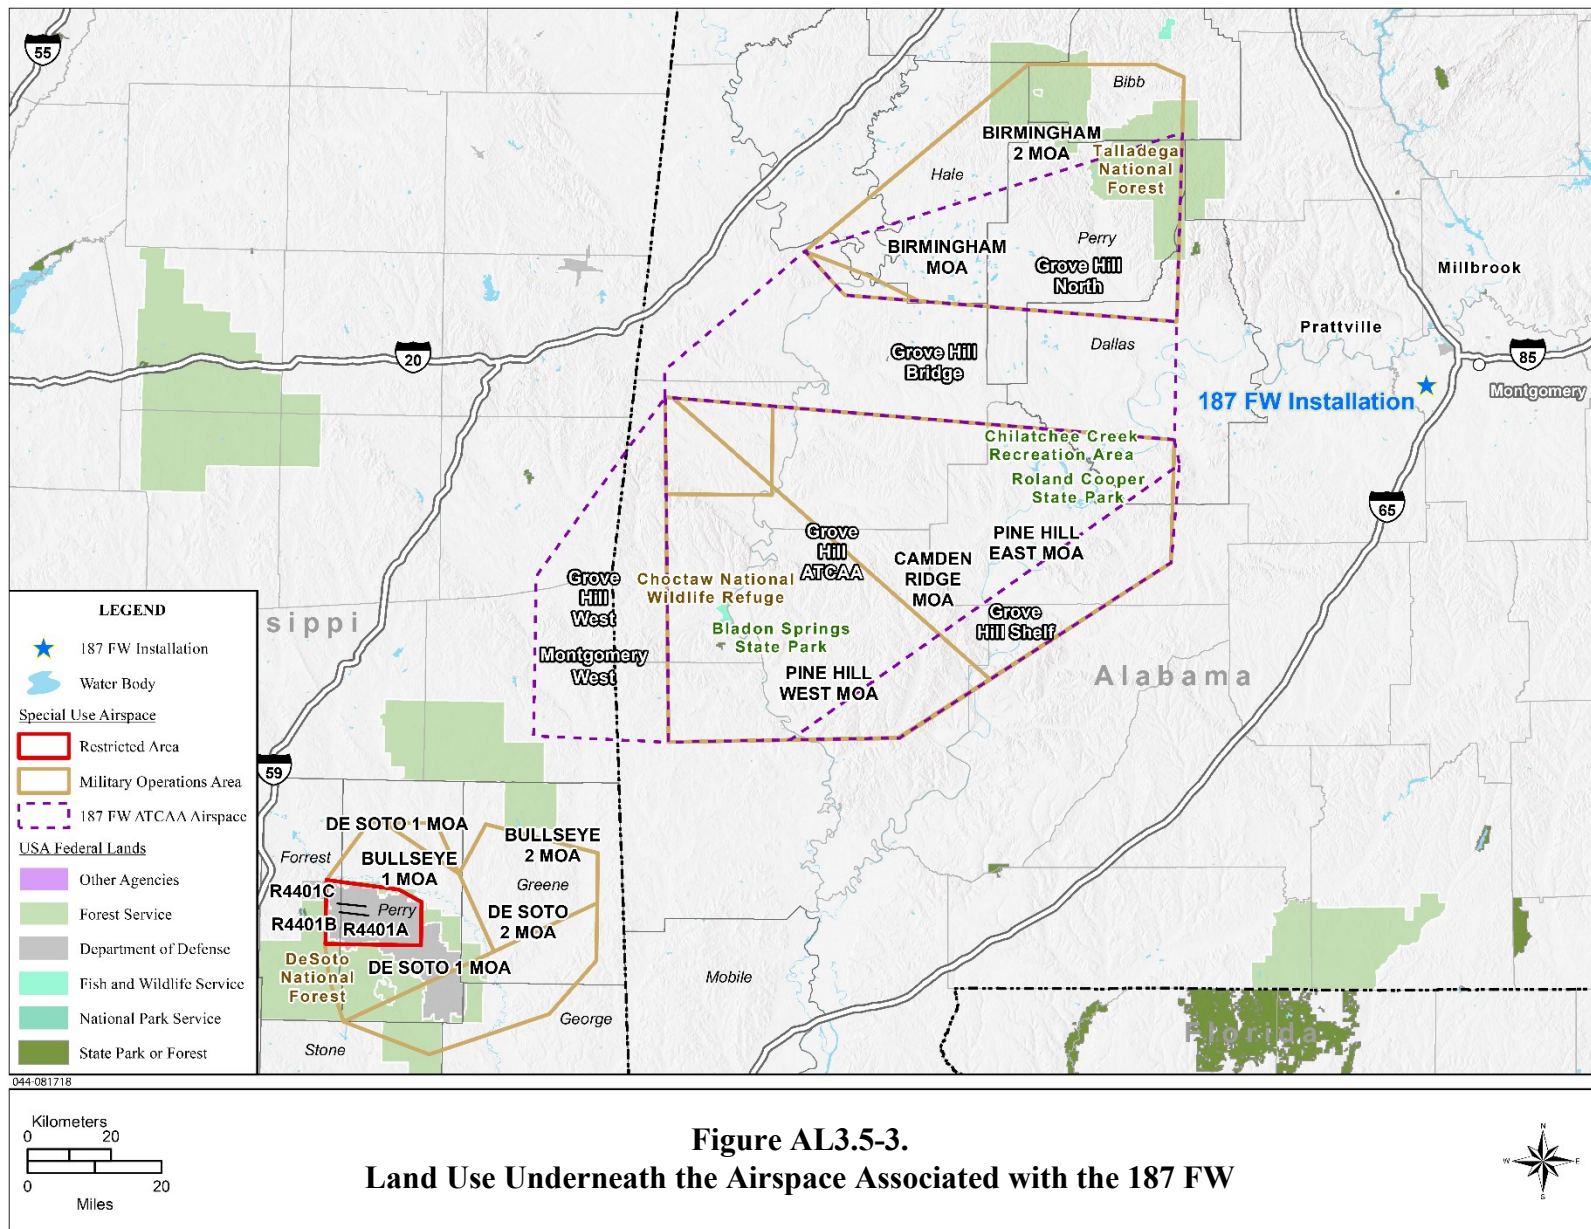 55
Bibb
BIRMINGHAM
2 MOA
Talladega
National
Forest
Hale
BIRMINGHAM
MOA
Perry
Grove Hill
North
Millbrook
Prattville
20
Grove Hill
Bridge
Dallas
85
187 FW Installation
Montgomery
Chilatchee Creek
Recreation Area
Roland Cooper
State Park
65
Grove
Hill
ATCAA
PINE HILL
EAST MOA
CAMDEN
RIDGE
MOA
Grove
Hill
West
Choctaw National
Wildlife Refuge
Grove
Hill Shelf
Bladon Springs
State Park
Montgomery
West
PINE HILL
WEST MOA
sippi
Alabama
LEGEND
187 FW Installation
Water Body
Special Use Airspace
Restricted Area
Military Operations Area
187 FW ATCAA Airspace
USA Federal Lands
Other Agencies
Forest Service
Department of Defense
Fish and Wildlife Service
National Park Service
State Park or Forest
59
DE SOTO 1 MOA
BULLSEYE
2 MOA
Forrest
BULLSEYE
1 MOA
Greene
R4401C
Perry
R4401B
R4401A
DE SOTO
2 MOA
DeSoto
National
Forest
DE SOTO 1 MOA
Mobile
George
Stone
Florida
044-081718
Kilometers
0 20
0 20
Miles
Figure AL3.5-3.
Land Use Underneath the Airspace Associated with the 187 FW
N
W E
S